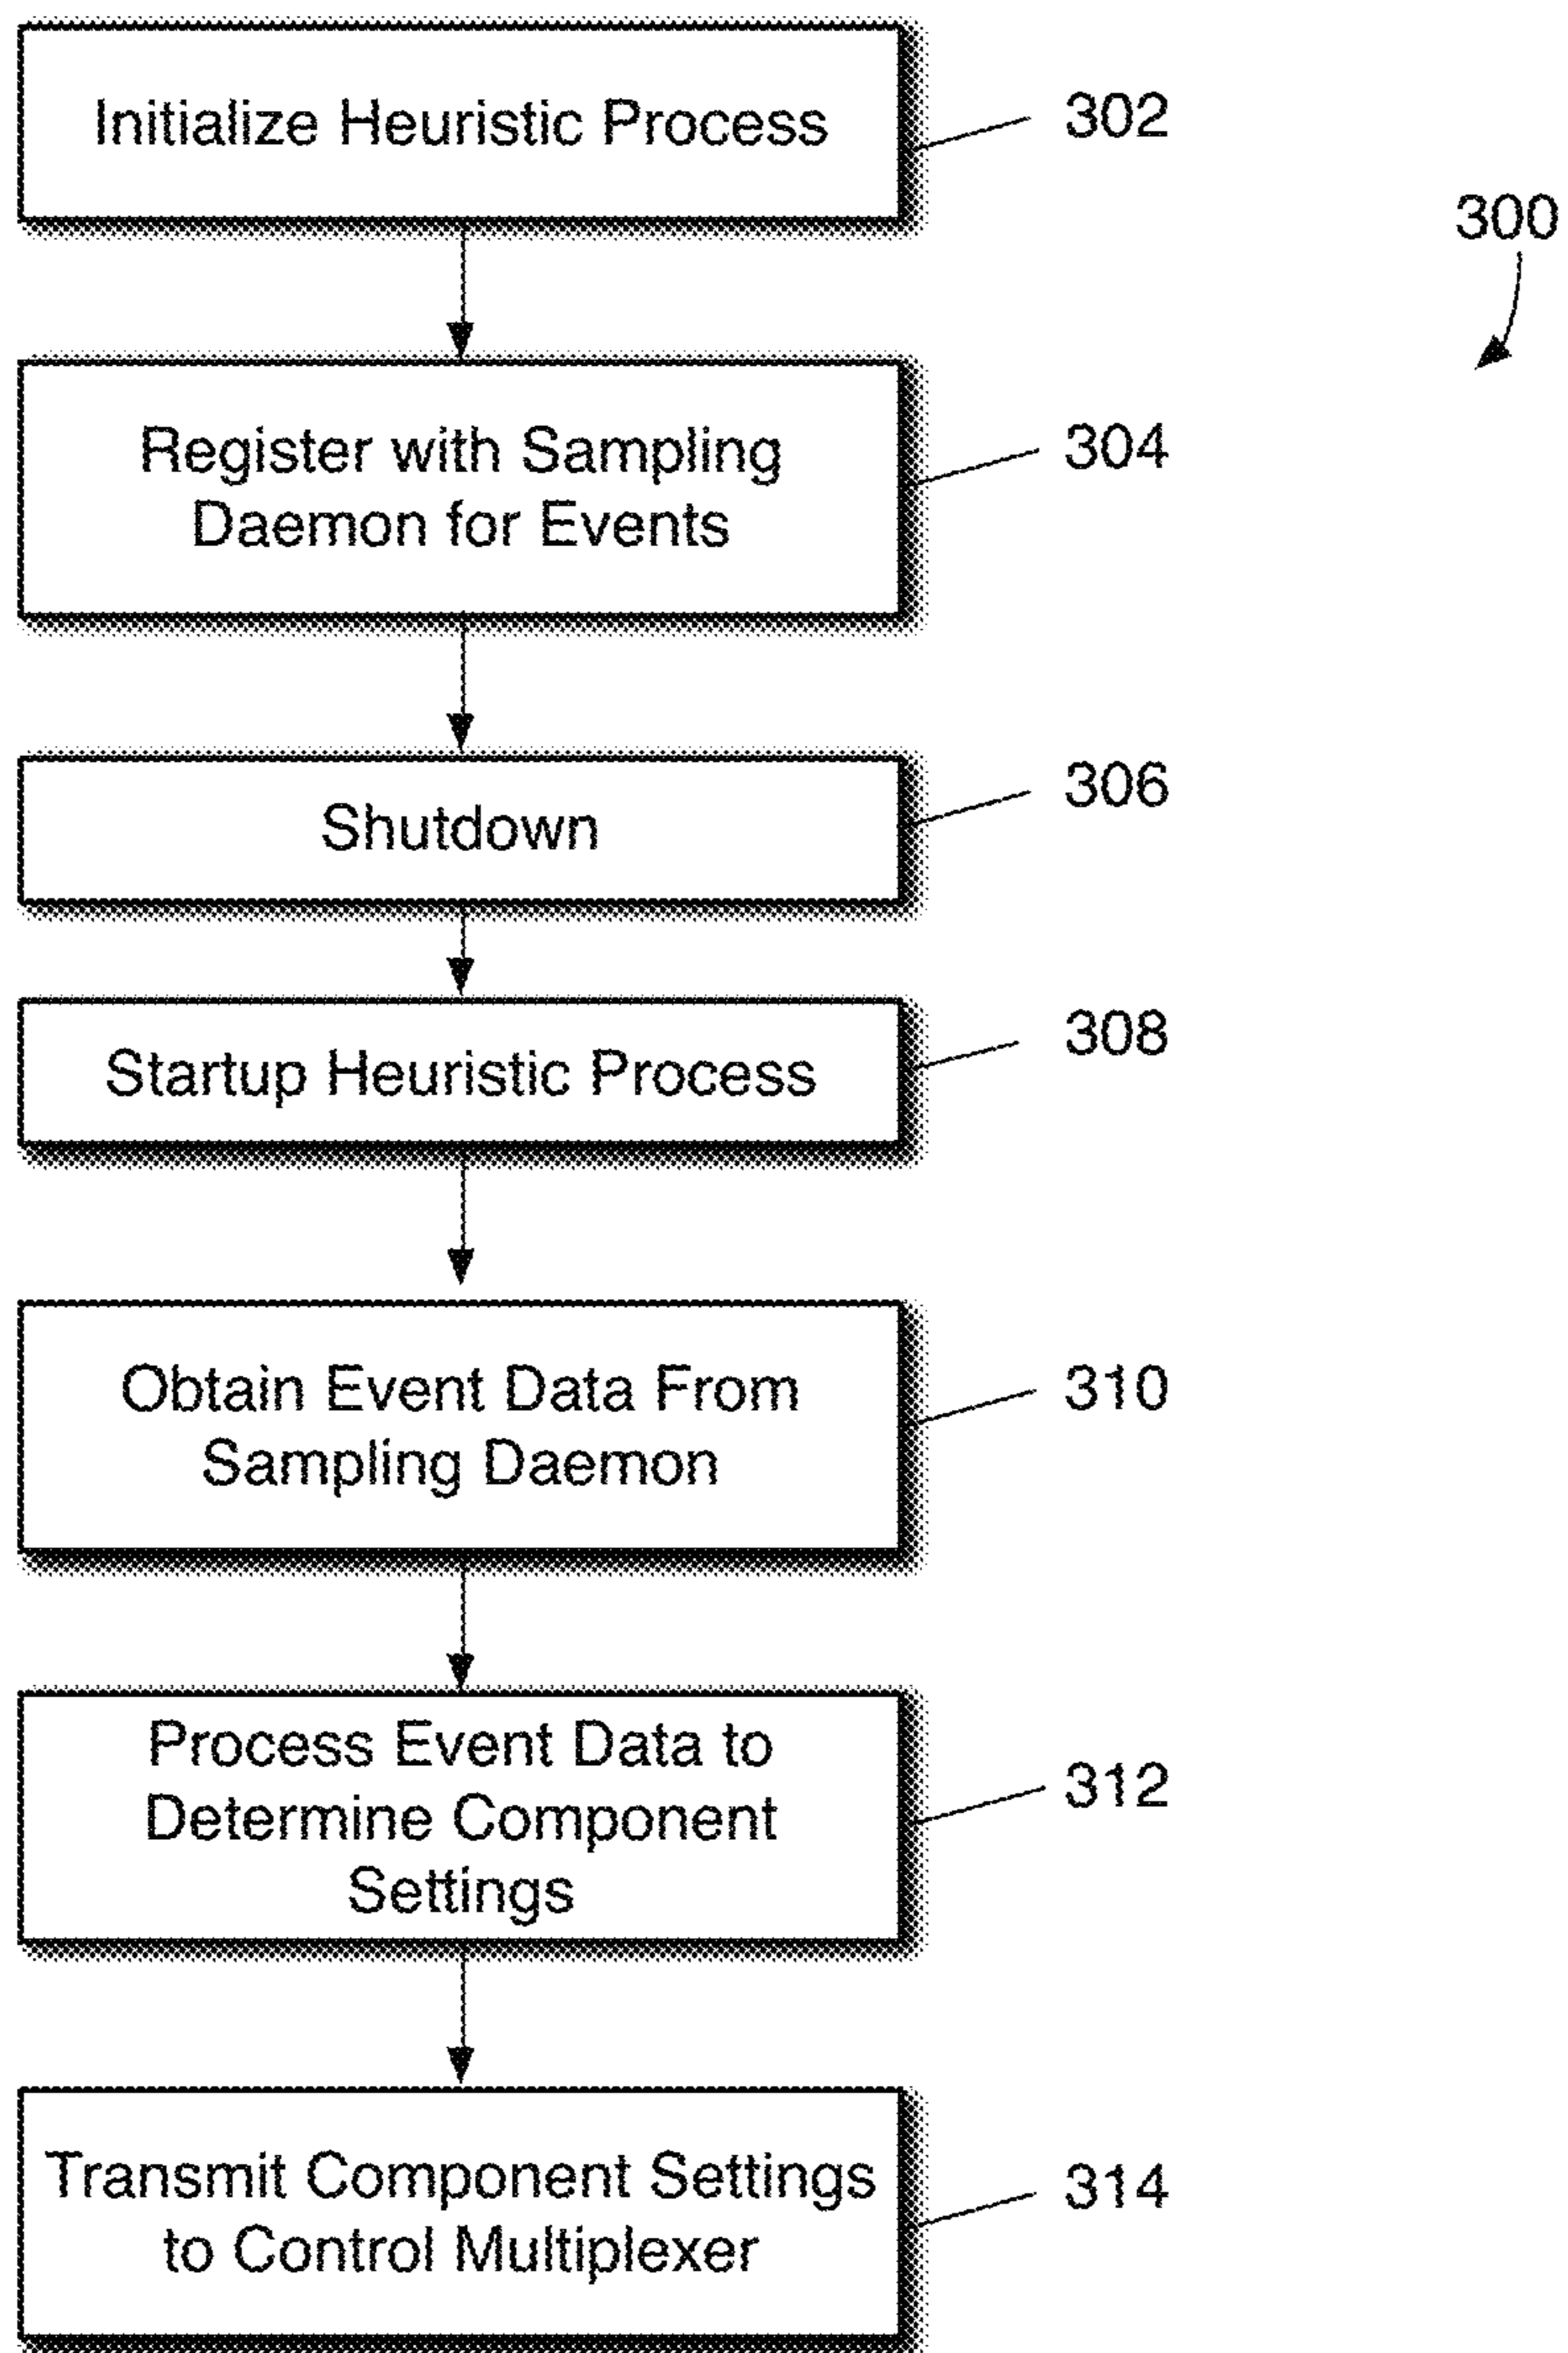 Initialize Heuristic Process
302
300
Register with Sampling
Daemon for Events
304
Shutdown
306
Startup Heuristic Process
308
Obtain Event Data From
Sampling Daemon
310
Process Event Data to
Determine Component
Settings
312
Transmit Component Settings
to Control Multiplexer
314